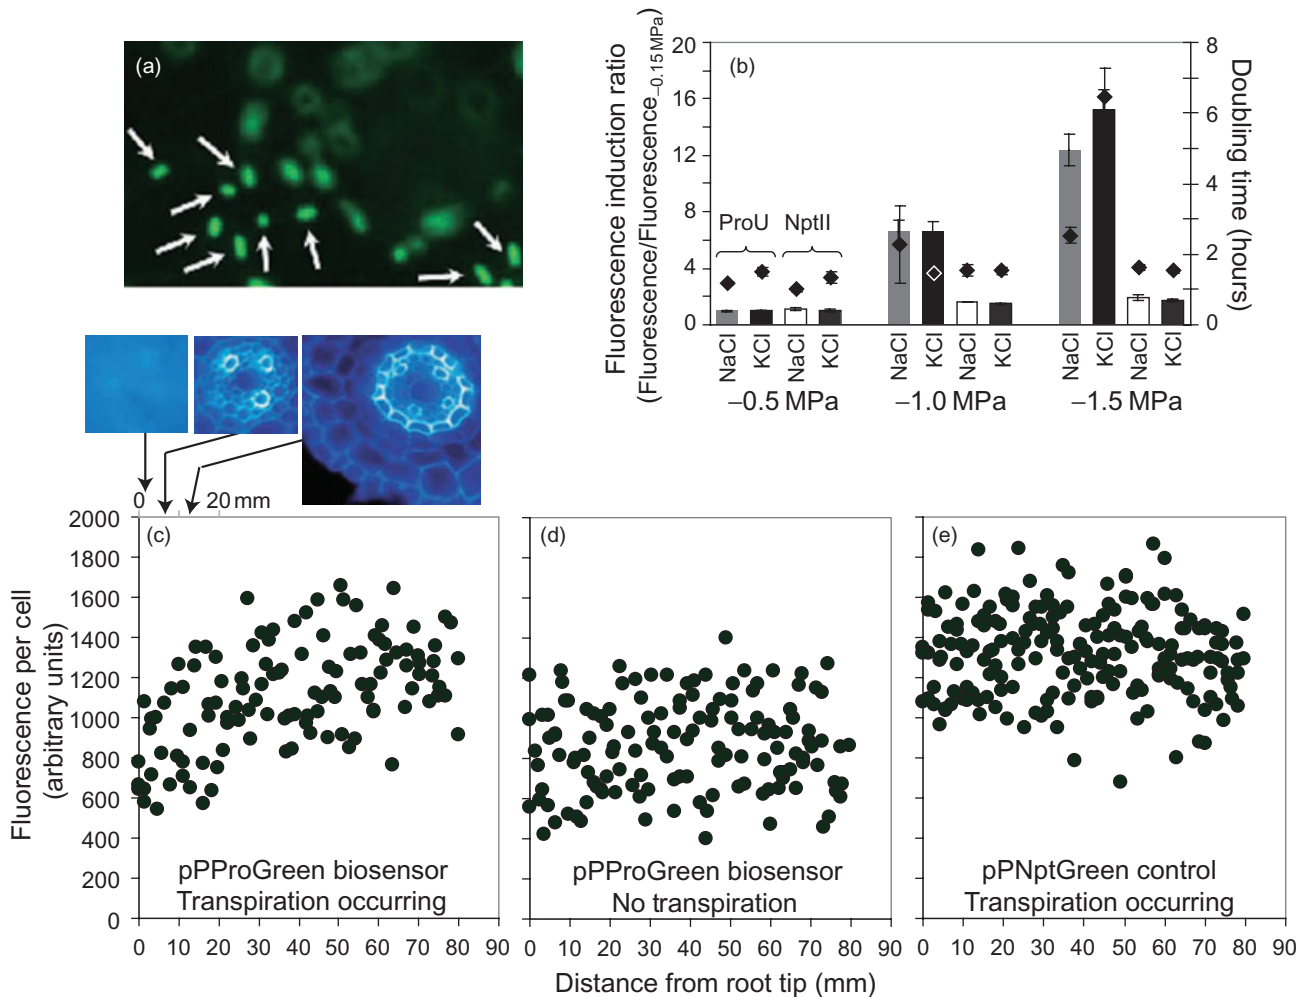 (a)
(b)
Fluorescence induction ratio
(Fluorescence/Fluorescence–0.15 MPa)
20
16
12
8
4
0
8
6
4
2
0
Doubling time (hours)
ProU NptII
NaCl KCl NaCl KCl NaCl KCl NaCl KCl NaCl KCl NaCl KCl
–0.5 MPa –1.0 MPa –1.5 MPa
0 20 mm
Fluorescence per cell
(arbitrary units)
2000
1800
1600
1400
1200
1000
800
600
400
200
0
(c)
pPProGreen biosensor
Transpiration occurring
0 10 20 30 40 50 60 70 80 90
(d)
pPProGreen biosensor
No transpiration
0 10 20 30 40 50 60 70 80 90
(e)
pPNptGreen control
Transpiration occurring
0 10 20 30 40 50 60 70 80 90
Distance from root tip (mm)